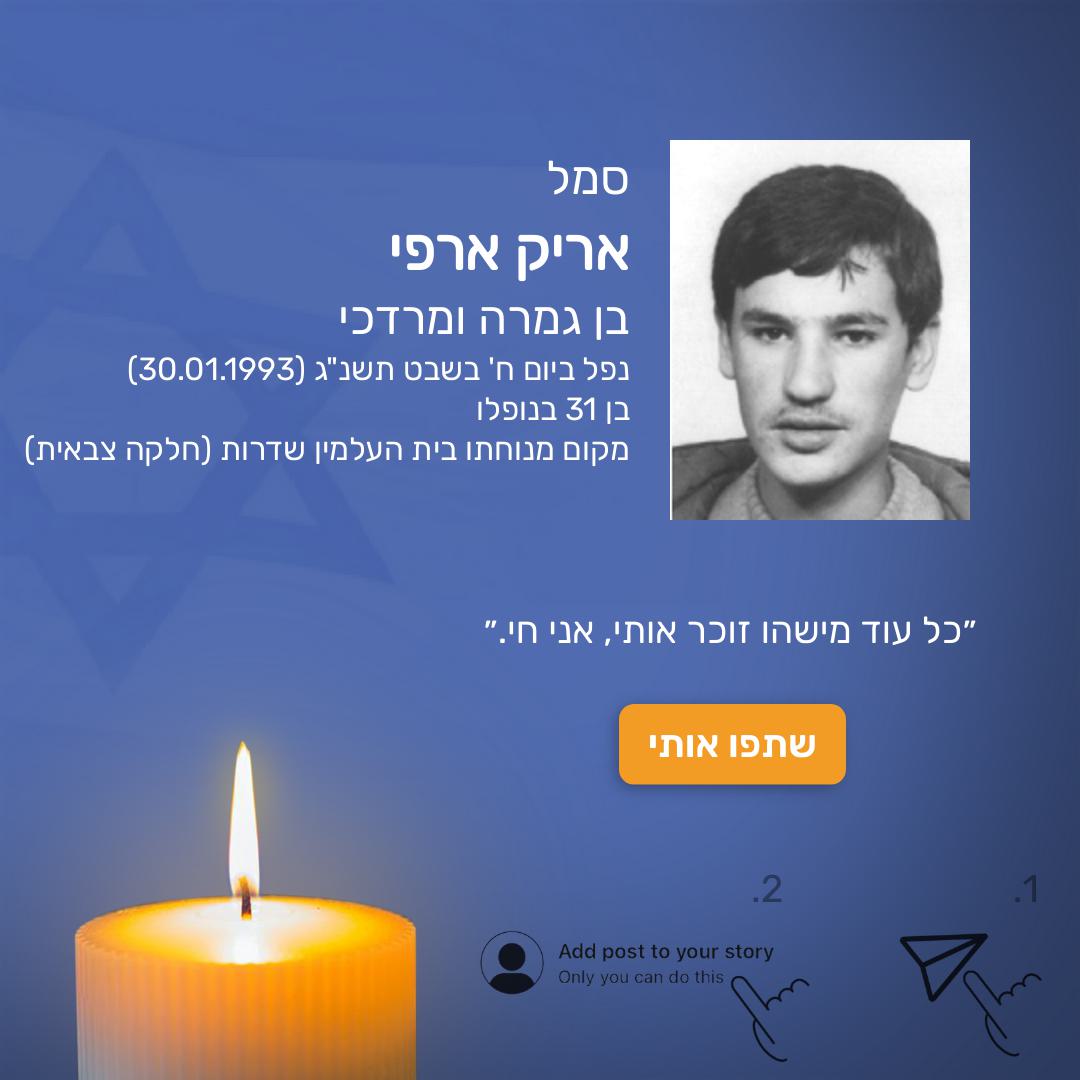 סמל
אריק ארפי
בן גמרה ומרדכי
נפל ביום ח' בשבט תשנ"ג (30.01.1993)
בן 31 בנופלו
מקום מנוחתו בית העלמין שדרות (חלקה צבאית)
״כל עוד מישהו זוכר אותי, אני חי.״
שתפו אותי
.1
.2
Add post to your story
Only you can do this